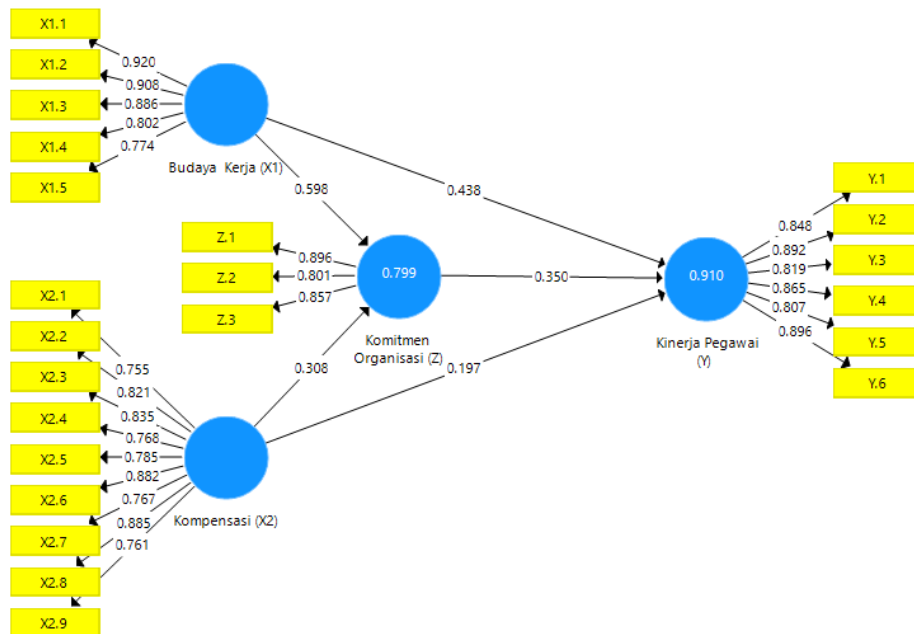 X1.1
X1.2
X1.3
X1.4
X1.5
0.920
0.908
0.886
0.802
0.774
Budaya Kerja (X1)
0.598
0.438
Z.1
Z.2
Z.3
0.896
0.801
0.857
0.799
Komitmen
Organisasi (Z)
0.350
0.308
0.197
X2.1
X2.2
X2.3
X2.4
X2.5
X2.6
X2.7
X2.8
X2.9
0.755
0.821
0.835
0.768
0.785
0.882
0.767
0.885
0.761
Kompensasi (X2)
0.910
Kinerja Pegawai
(Y)
0.848
0.892
0.819
0.865
0.807
0.896
Y.1
Y.2
Y.3
Y.4
Y.5
Y.6